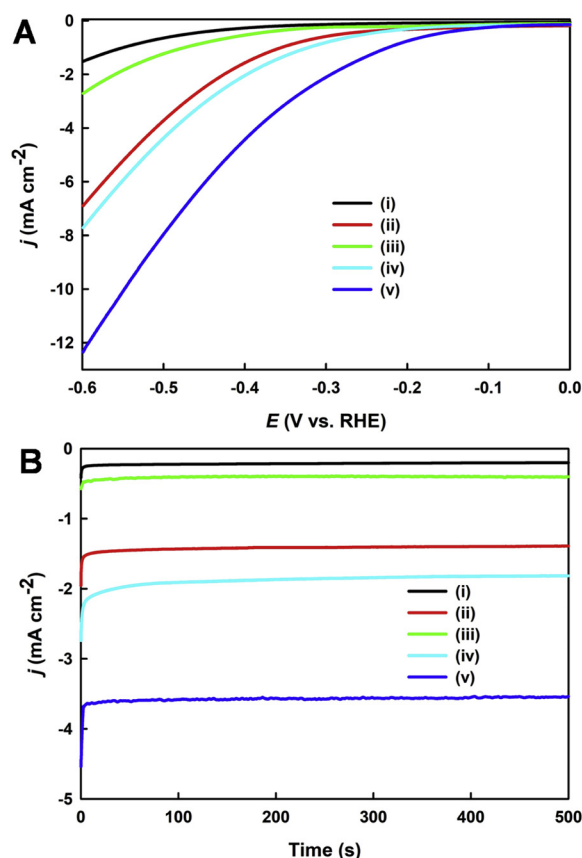 A
0
-2
-4
-6
-8
-10
-12
j (mA cm-2)
(i)
(ii)
(iii)
(iv)
(v)
-0.6 -0.5 -0.4 -0.3 -0.2 -0.1 0.0
E (V vs. RHE)
B
0
-1
-2
-3
-4
-5
j (mA cm-2)
(i)
(ii)
(iii)
(iv)
(v)
0 100 200 300 400 500
Time (s)